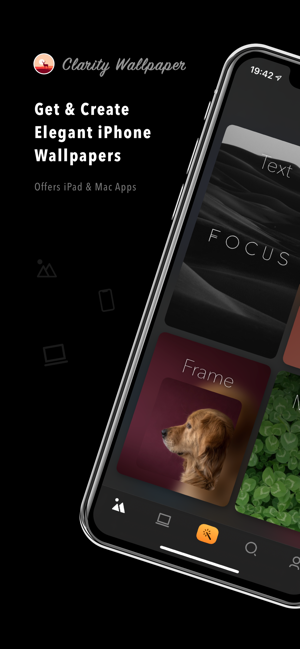 Clarity Wallpaper
Get & Create
Elegant iPhone
Wallpapers
Offers iPad & Mac Apps
19:42
Text
FOCUS
Frame